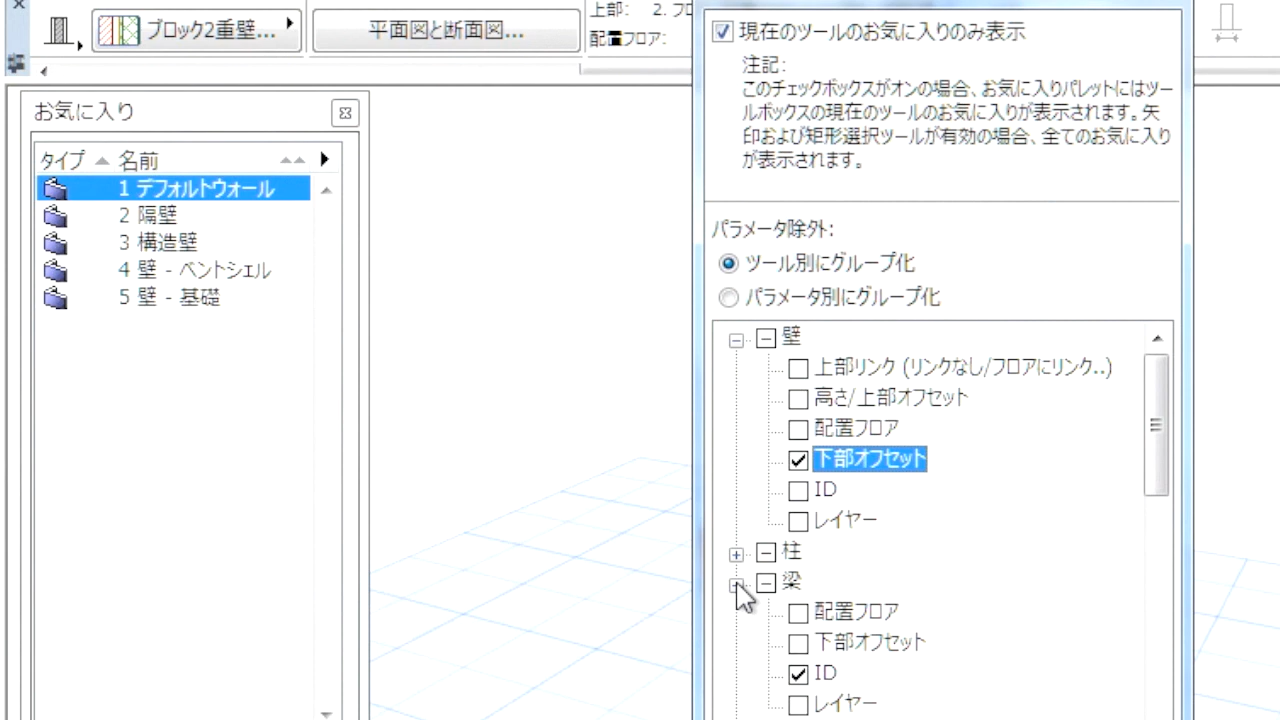 ブロック2重壁...
平面図と断面図...
上部: 2. フロ
配置フロア:
お気に入り
タイプ 名前
1 デフォルトウォール
2 隔壁
3 構造壁
4 壁 - ベントシェル
5 壁 - 基礎
現在のツールのお気に入りのみ表示
注記:
このチェックボックスがオンの場合、お気に入りパレットにはツー
ルボックスの現在のツールのお気に入りが表示されます。矢
印および矩形選択ツールが有効の場合、全てのお気に入り
が表示されます。
パラメータ除外:
ツール別にグループ化
パラメータ別にグループ化
壁
上部リンク (リンクなし/フロアにリンク..)
高さ/上部オフセット
配置フロア
下部オフセット
ID
レイヤー
柱
梁
配置フロア
下部オフセット
ID
レイヤー